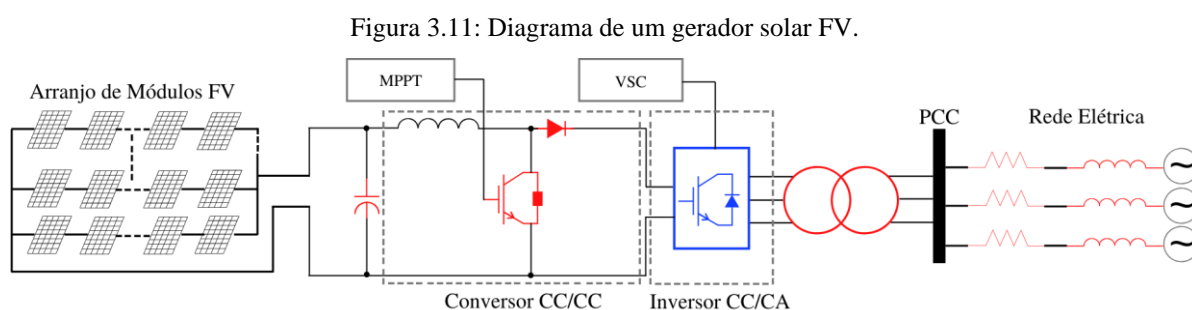 Figura 3.11: Diagrama de um gerador solar FV.
MPPT
VSC
Arranjo de Módulos FV
PCC
Rede Elétrica
Conversor CC/CC
Inversor CC/CA